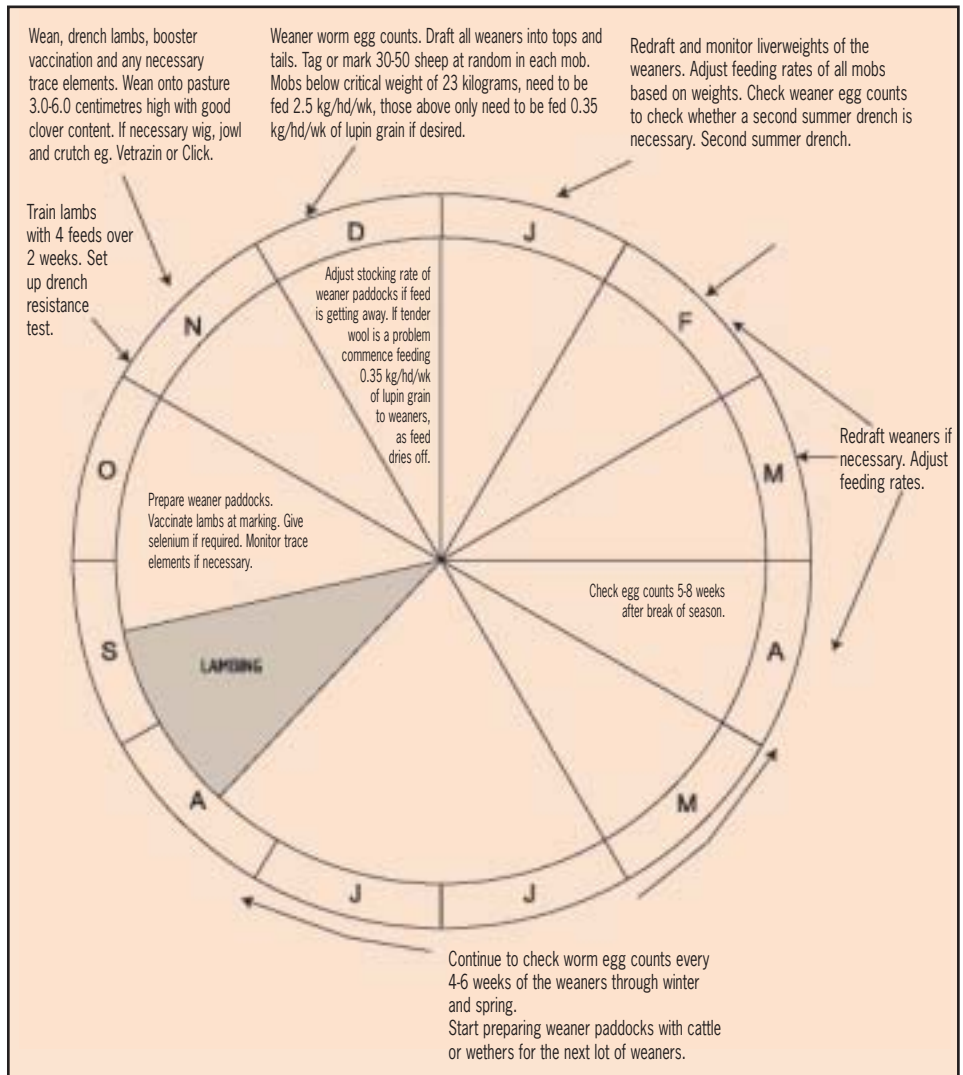 Wean, drench lambs, booster
vaccination and any necessary
trace elements. Wean onto pasture
3.0-6.0 centimetres high with good
clover content. If necessary wig, jowl
and crutch eg. Vetrazin or Click.
Weaner worm egg counts. Draft all weaners into tops and
tails. Tag or mark 30-50 sheep at random in each mob.
Mobs below critical weight of 23 kilograms, need to be
fed 2.5 kg/hd/wk, those above only need to be fed 0.35
kg/hd/wk of lupin grain if desired.
Redraft and monitor liverweights of the
weaners. Adjust feeding rates of all mobs
based on weights. Check weaner egg counts
to check whether a second summer drench is
necessary. Second summer drench.
Train lambs
with 4 feeds over
2 weeks. Set
up drench
resistance
test.
D
J
N
F
Adjust stocking rate of
weaner paddocks if feed
is getting away. If tender
wool is a problem
commence feeding
0.35 kg/hd/wk
of lupin grain
to weaners,
as feed
dries off.
Redraft weaners if
necessary. Adjust
feeding rates.
O
M
Prepare weaner paddocks.
Vaccinate lambs at marking. Give
selenium if required. Monitor trace
elements if necessary.
Check egg counts 5-8 weeks
after break of season.
S
LAMBING
A
A
M
J
J
Continue to check worm egg counts every
4-6 weeks of the weaners through winter
and spring.
Start preparing weaner paddocks with cattle
or wethers for the next lot of weaners.